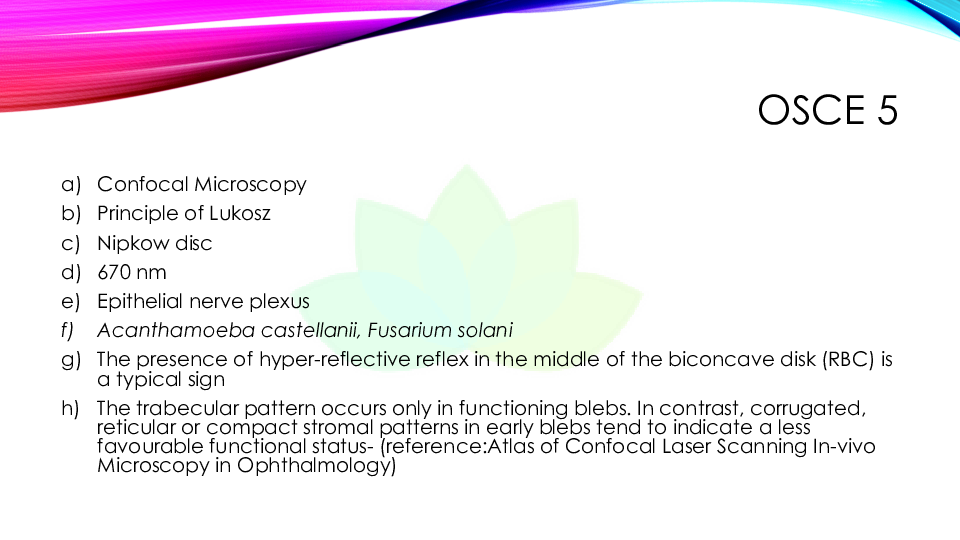 OSCE 5
a) Confocal Microscopy
b) Principle of Lukosz
c) Nipkow disc
d) 670 nm
e) Epithelial nerve plexus
f) Acanthamoeba castellanii, Fusarium solani
g) The presence of hyper-reflective reflex in the middle of the biconcave disk (RBC) is
a typical sign
h) The trabecular pattern occurs only in functioning blebs. In contrast, corrugated,
reticular or compact stromal patterns in early blebs tend to indicate a less
favourable functional status- (reference:Atlas of Confocal Laser Scanning In-vivo
Microscopy in Ophthalmology)